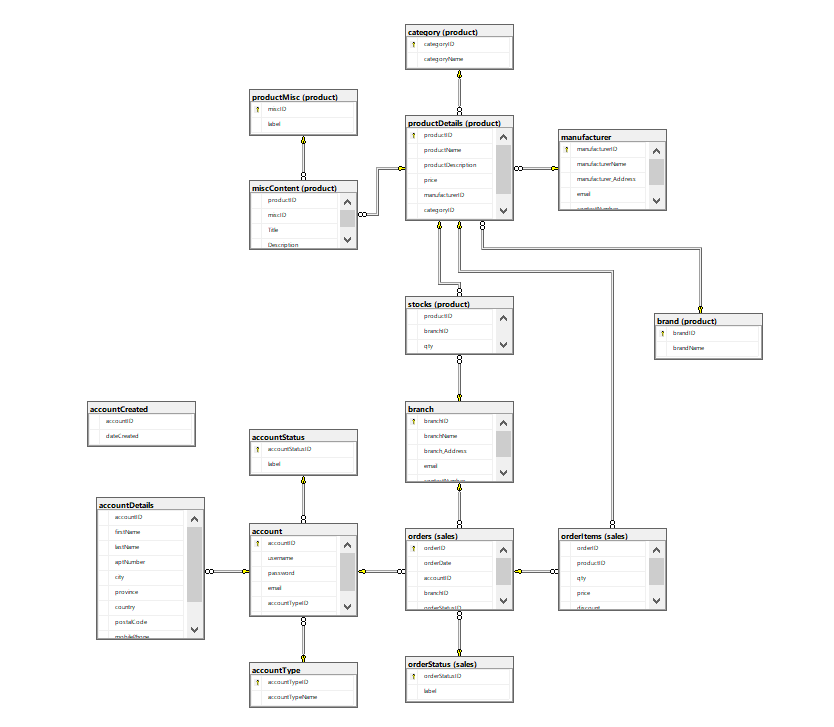 category (product)
categoryID
categoryName
productMisc (product)
miscID
label
productDetails (product)
productID
productName
productDescription
price
manufacturerID
categoryID
manufacturer
manufacturerID
manufacturerName
manufacturer_Address
email
contactNumber
miscContent (product)
productID
miscID
Title
Description
stocks (product)
productID
branchID
qty
brand (product)
brandID
brandName
accountCreated
accountID
dateCreated
accountStatus
accountStatusID
label
branch
branchID
branchName
branch_Address
email
contactNumber
accountDetails
accountID
firstName
lastName
aptNumber
city
province
country
postalCode
mobilePhone
account
accountID
username
password
email
accountTypeID
orders (sales)
orderID
orderDate
accountID
branchID
orderStatusID
orderItems (sales)
orderID
productID
qty
price
discount
accountType
accountTypeID
accountTypeName
orderStatus (sales)
orderStatusID
label